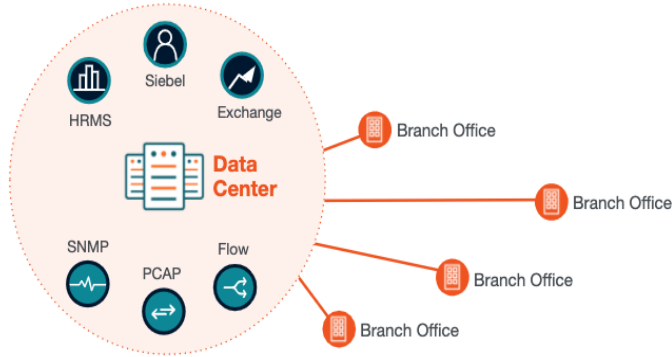 Siebel
HRMS
Exchange
Data
Center
SNMP
PCAP
Flow
Branch Office
Branch Office
Branch Office
Branch Office